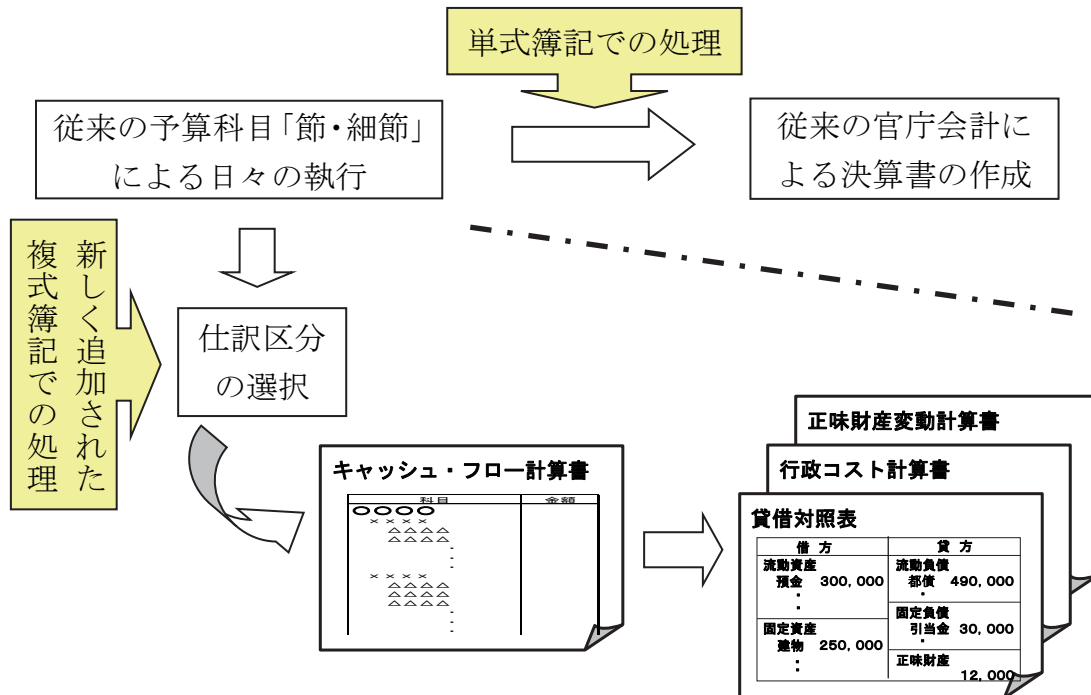 単式簿記での処理
従来の予算科目「節・細節」
による日々の執行
従来の官庁会計に
よる決算書の作成
新しく追加された
複式簿記での処理
仕訳区分
の選択
キャッシュ・フロー計算書
科目 金額
○○○○
××××
△△△△
△△△△
-
-
-
××××
△△△△
△△△△
△△△△
-
-
-
正味財産変動計算書
行政コスト計算書
貸借対照表
借 方 貸 方
流動資産 流動負債
預金 300,000 都債 490,000
・ ・
・ 固定負債
固定資産 引当金 30,000
建物 250,000
・ 正味財産
・ 12,000